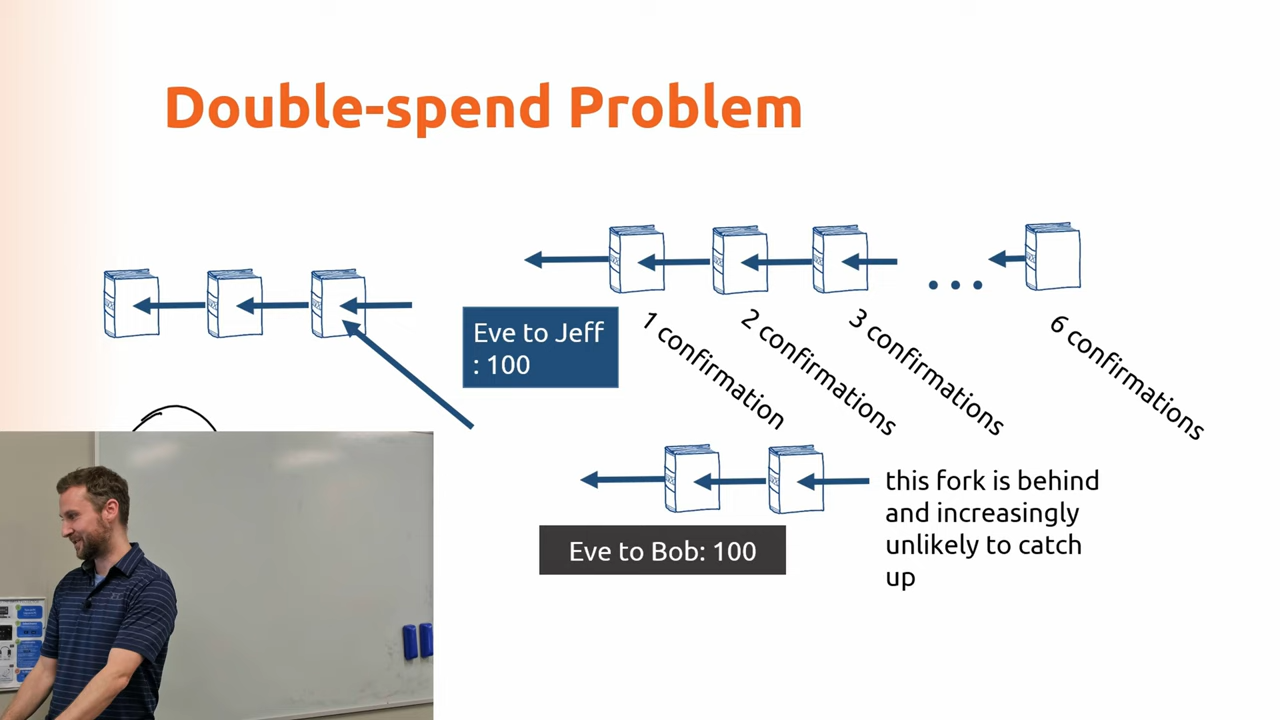 Double-spend Problem
Eve to Jeff
: 100
1 confirmation
2 confirmations
3 confirmations
6 confirmations
this fork is behind
and increasingly
unlikely to catch
up
Eve to Bob: 100